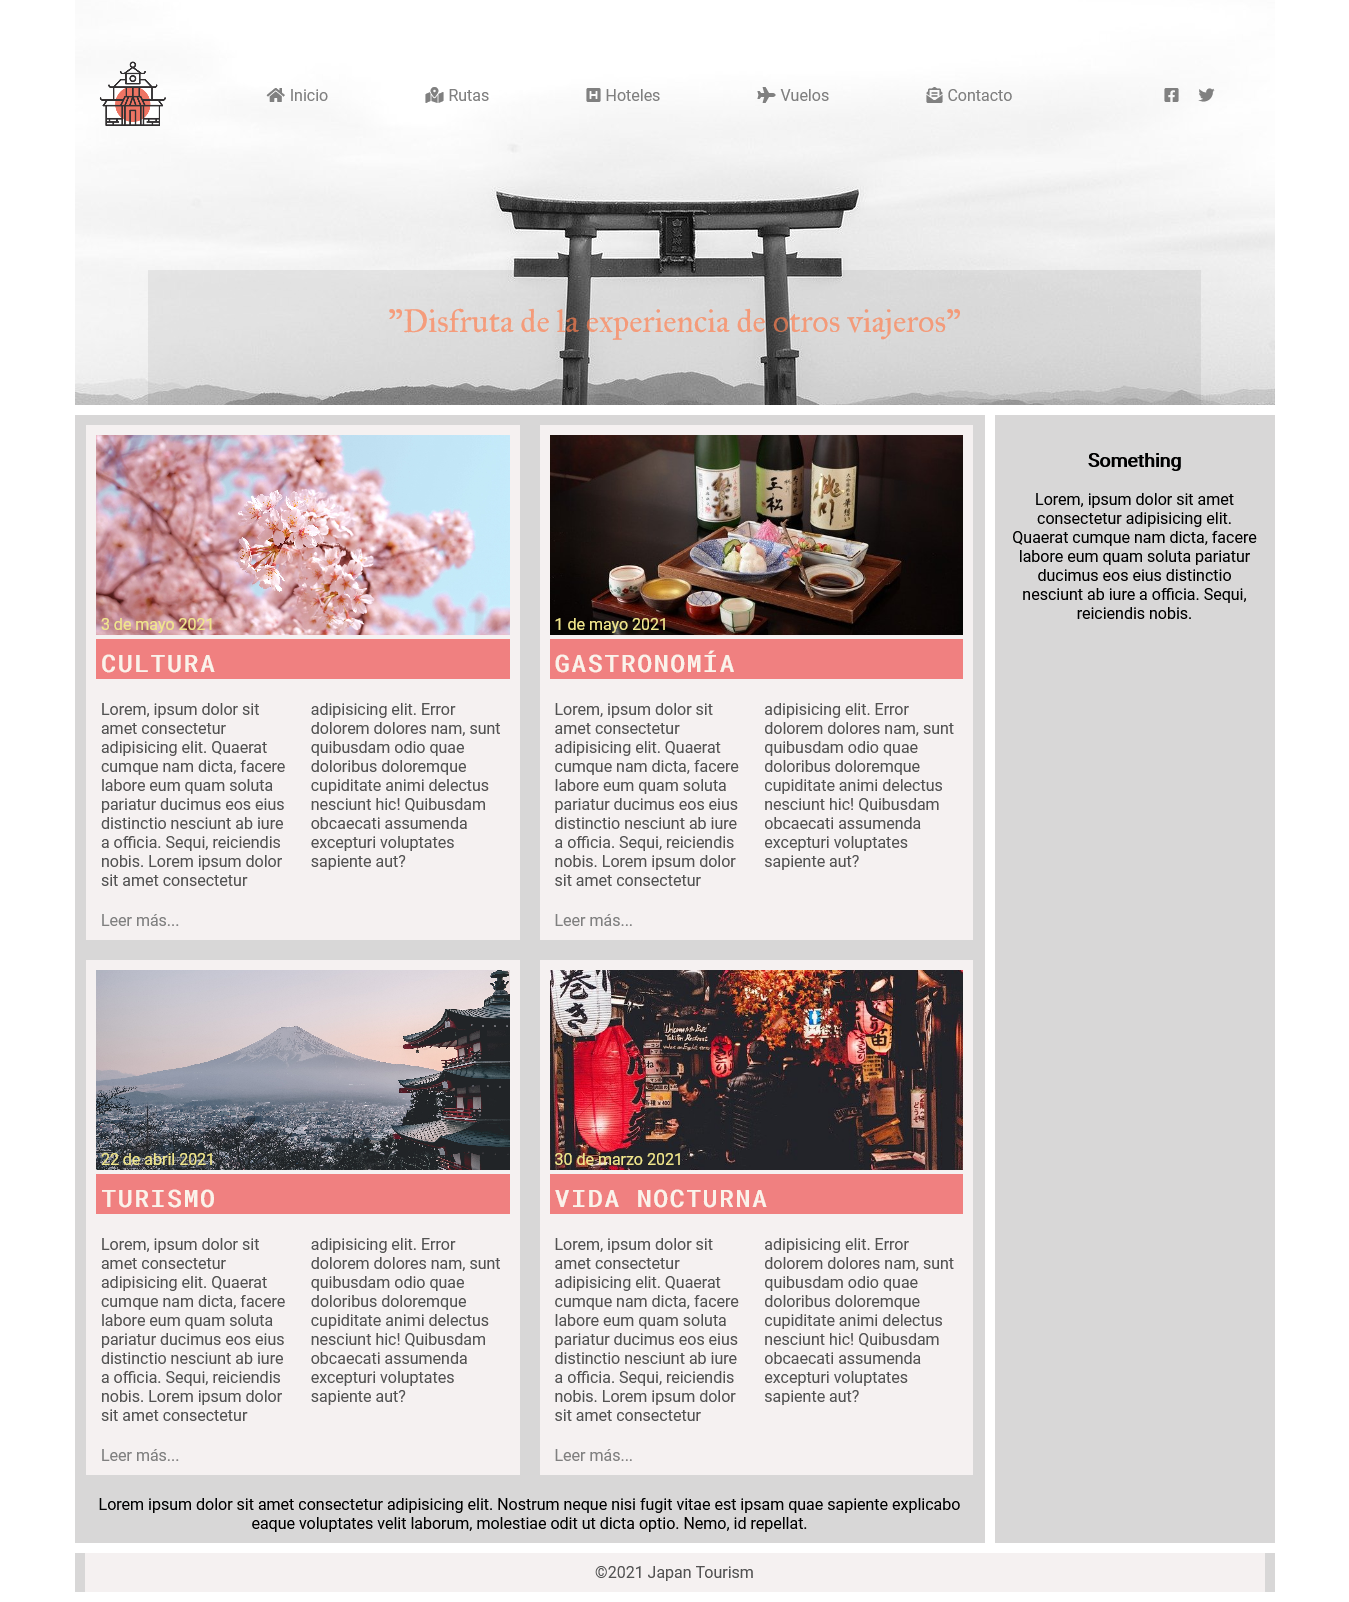 Inicio
Rutas
Hoteles
Vuelos
Contacto
”Disfruta de la experiencia de otros viajeros”
3 de mayo 2021
CULTURA
Lorem, ipsum dolor sit
amet consectetur
adipisicing elit. Quaerat
cumque nam dicta, facere
labore eum quam soluta
pariatur ducimus eos eius
distinctio nesciunt ab iure
a officia. Sequi, reiciendis
nobis. Lorem ipsum dolor
sit amet consectetur
adipisicing elit. Error
dolorem dolores nam, sunt
quibusdam odio quae
doloribus doloremque
cupiditate animi delectus
nesciunt hic! Quibusdam
obcaecati assumenda
excepturi voluptates
sapiente aut?
Leer más...
王松
1 de mayo 2021
GASTRONOMÍA
Lorem, ipsum dolor sit
amet consectetur
adipisicing elit. Quaerat
cumque nam dicta, facere
labore eum quam soluta
pariatur ducimus eos eius
distinctio nesciunt ab iure
a officia. Sequi, reiciendis
nobis. Lorem ipsum dolor
sit amet consectetur
adipisicing elit. Error
dolorem dolores nam, sunt
quibusdam odio quae
doloribus doloremque
cupiditate animi delectus
nesciunt hic! Quibusdam
obcaecati assumenda
excepturi voluptates
sapiente aut?
Leer más...
22 de abril 2021
TURISMO
Lorem, ipsum dolor sit
amet consectetur
adipisicing elit. Quaerat
cumque nam dicta, facere
labore eum quam soluta
pariatur ducimus eos eius
distinctio nesciunt ab iure
a officia. Sequi, reiciendis
nobis. Lorem ipsum dolor
sit amet consectetur
adipisicing elit. Error
dolorem dolores nam, sunt
quibusdam odio quae
doloribus doloremque
cupiditate animi delectus
nesciunt hic! Quibusdam
obcaecati assumenda
excepturi voluptates
sapiente aut?
Leer más...
巻き
30 de marzo 2021
VIDA NOCTURNA
Lorem, ipsum dolor sit
amet consectetur
adipisicing elit. Quaerat
cumque nam dicta, facere
labore eum quam soluta
pariatur ducimus eos eius
distinctio nesciunt ab iure
a officia. Sequi, reiciendis
nobis. Lorem ipsum dolor
sit amet consectetur
adipisicing elit. Error
dolorem dolores nam, sunt
quibusdam odio quae
doloribus doloremque
cupiditate animi delectus
nesciunt hic! Quibusdam
obcaecati assumenda
excepturi voluptates
sapiente aut?
Leer más...
Lorem ipsum dolor sit amet consectetur adipisicing elit. Nostrum neque nisi fugit vitae est ipsam quae sapiente explicabo
eaque voluptates velit laborum, molestiae odit ut dicta optio. Nemo, id repellat.
Something
Lorem, ipsum dolor sit amet
consectetur adipisicing elit.
Quaerat cumque nam dicta, facere
labore eum quam soluta pariatur
ducimus eos eius distinctio
nesciunt ab iure a officia. Sequi,
reiciendis nobis.
©2021 Japan Tourism